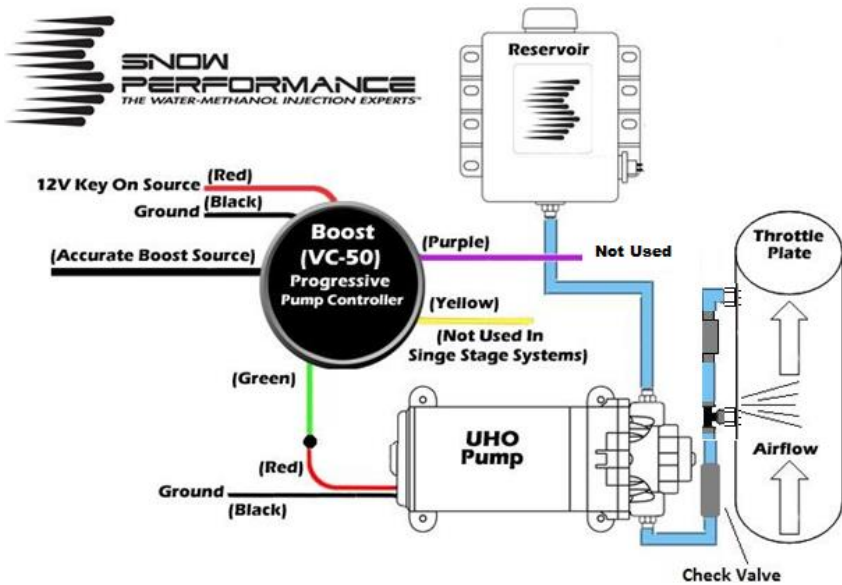 SNOW
PERFORMANCE
THE WATER-METHANOL INJECTION EXPERTS™
Reservoir
12V Key On Source
(Red)
Ground
(Black)
(Accurate Boost Source)
Boost
(VC-50)
Progressive
Pump Controller
(Purple)
Not Used
(Yellow)
(Not Used In
Singe Stage Systems)
Throttle
Plate
(Green)
(Red)
Ground
(Black)
UHO
Pump
Airflow
Check Valve